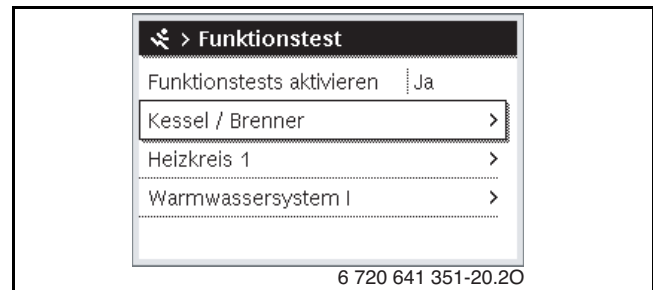 > Funktionstest
Funktionstests aktivieren Ja
Kessel / Brenner >
Heizkreis 1 >
Warmwassersystem I >
6 720 641 351-20.2O